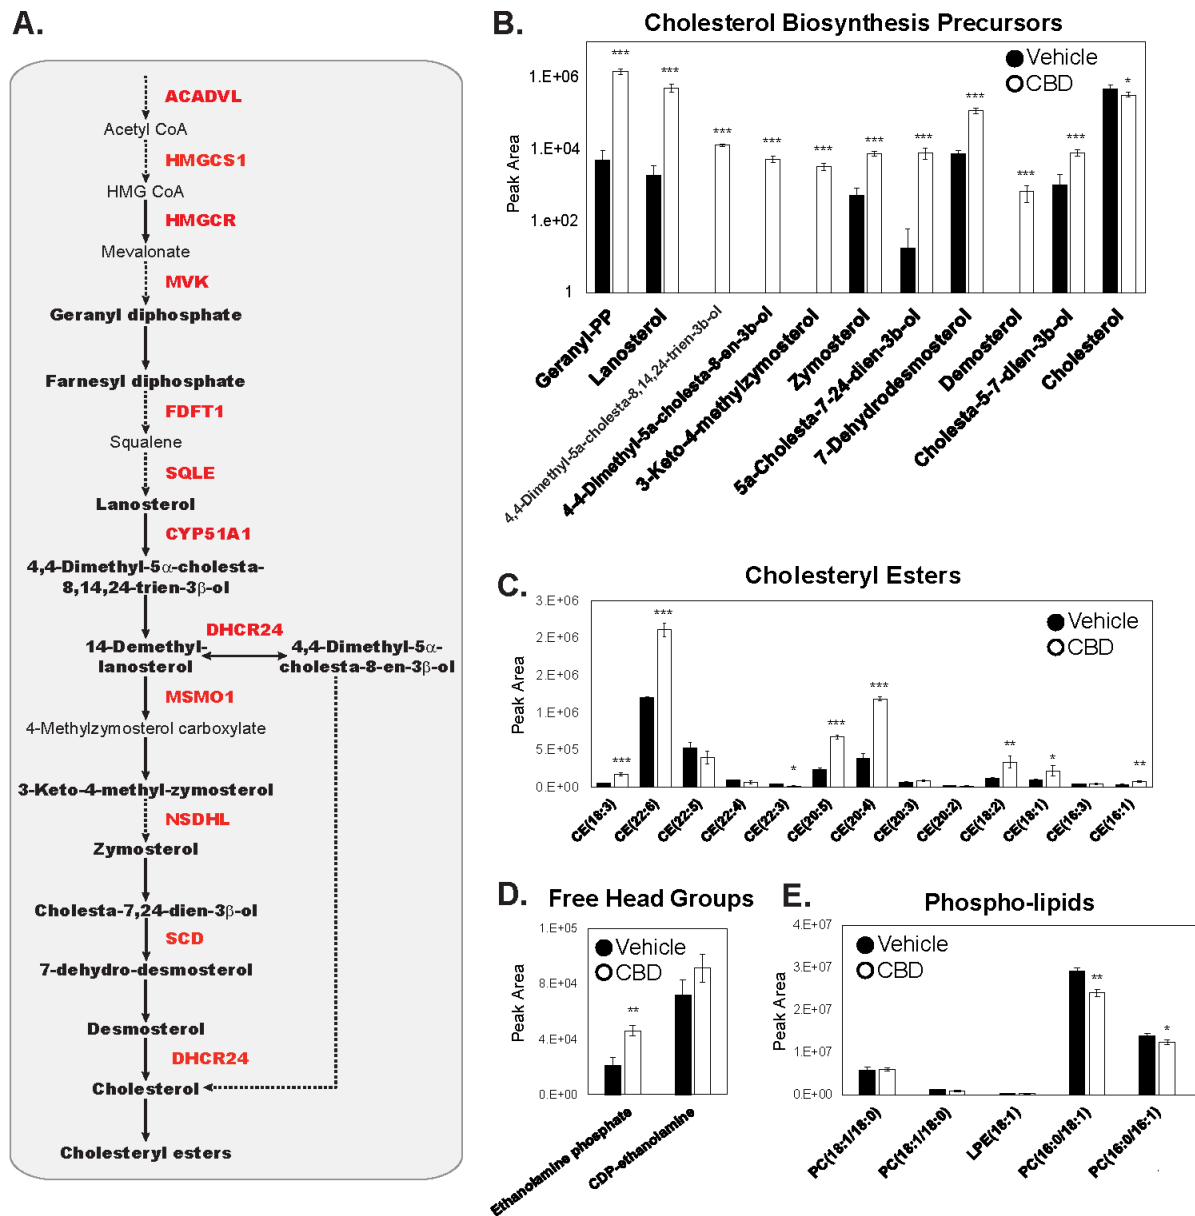 A.
ACADVL
Acetyl CoA
HMGCS1
HMG CoA
HMGCR
Mevalonate
MVK
Geranyl diphosphate
Farnesyl diphosphate
FDFT1
Squalene
SQLE
Lanosterol
CYP51A1
4,4-Dimethyl-5α-cholesta-
8,14,24-trien-3β-ol
DHCR24
14-Demethyl-
lanosterol
4,4-Dimethyl-5α-
cholesta-8-en-3β-ol
MSMO1
4-Methylzymosterol carboxylate
3-Keto-4-methyl-zymosterol
NSDHL
Zymosterol
Cholesta-7,24-dien-3β-ol
SCD
7-dehydro-desmosterol
Desmosterol
DHCR24
Cholesterol
Cholesteryl esters
B.
Cholesterol Biosynthesis Precursors
Vehicle
CBD
Peak Area
1.E+06
1.E+04
1.E+02
1
***
***
***
***
***
***
***
***
***
***
*
Geranyl-PP
Lanosterol
4,4-Dimethyl-5a-cholesta-8,14,24-trien-3b-ol
4-4-Dimethyl-5a-cholesta-8-en-3b-ol
3-Keto-4-methylzymosterol
Zymosterol
5a-Cholesta-7-24-dien-3b-ol
7-Dehydrodesmosterol
Demosterol
Cholesta-5-7-dien-3b-ol
Cholesterol
C.
Cholesteryl Esters
Vehicle
CBD
Peak Area
3.E+06
2.E+06
2.E+06
1.E+06
5.E+05
0.E+00
***
***
*
***
***
**
*
**
CE(18:3)
CE(22:6)
CE(22:5)
CE(22:4)
CE(22:3)
CE(20:5)
CE(20:4)
CE(20:3)
CE(20:2)
CE(18:2)
CE(18:1)
CE(16:3)
CE(16:1)
D.
Free Head Groups
Vehicle
CBD
Peak Area
1.E+05
8.E+04
4.E+04
0.E+00
**
Ethanolamine phosphate
CDP-ethanolamine
E.
Phospho-lipids
Vehicle
CBD
Peak Area
4.E+07
3.E+07
2.E+07
1.E+07
0.E+00
**
*
PC(18:1/18:0)
PC(18:1/18:0)
LPE(18:1)
PC(16:0/18:1)
PC(16:0/16:1)